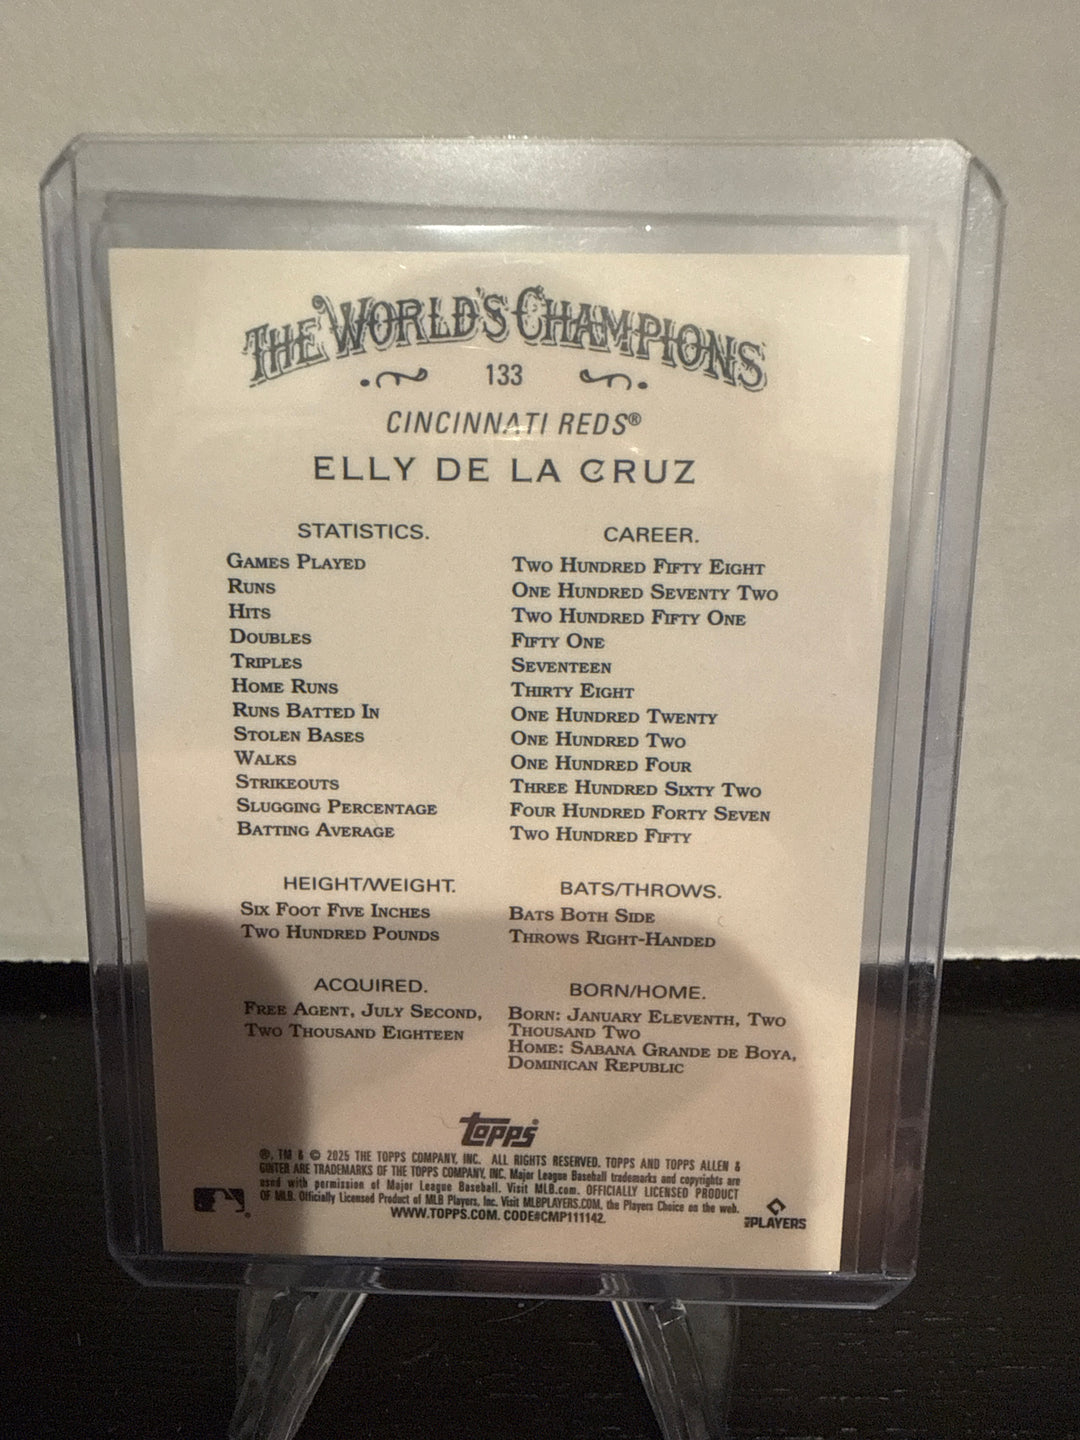 THE WORLD'S CHAMPIONS
133
CINCINNATI REDS®
ELLY DE LA CRUZ
STATISTICS. CAREER.
GAMES PLAYED TWO HUNDRED FIFTY EIGHT
RUNS ONE HUNDRED SEVENTY TWO
HITS TWO HUNDRED FIFTY ONE
DOUBLES FIFTY ONE
TRIPLES SEVENTEEN
HOME RUNS THIRTY EIGHT
RUNS BATTED IN ONE HUNDRED TWENTY
STOLEN BASES ONE HUNDRED TWO
WALKS ONE HUNDRED FOUR
STRIKEOUTS THREE HUNDRED SIXTY TWO
SLUGGING PERCENTAGE FOUR HUNDRED FORTY SEVEN
BATTING AVERAGE TWO HUNDRED FIFTY
HEIGHT/WEIGHT.
SIX FOOT FIVE INCHES
TWO HUNDRED POUNDS
BATS/THROWS.
BATS BOTH SIDE
THROWS RIGHT-HANDED
ACQUIRED.
FREE AGENT, JULY SECOND,
TWO THOUSAND EIGHTEEN
BORN/HOME.
BORN: JANUARY ELEVENTH, TWO
THOUSAND TWO
HOME: SABANA GRANDE DE BOYA,
DOMINICAN REPUBLIC
Topps
®, TM & © 2025 THE TOPPS COMPANY, INC. ALL RIGHTS RESERVED. TOPPS AND TOPPS ALLEN &
GINTER ARE TRADEMARKS OF THE TOPPS COMPANY, INC. Major League Baseball trademarks and copyrights are
used with permission of Major League Baseball. Visit MLB.com. OFFICIALLY LICENSED PRODUCT
OF MLB. Officially Licensed Product of MLB Players, Inc. Visit MLBPLAYERS.COM, the Players Choice on the web.
WWW.TOPPS.COM. CODE#CMP111142.
MLB PLAYERS